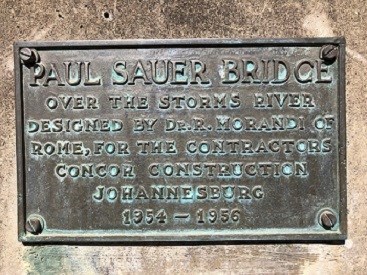 PAUL SAUER BRIDGE
OVER THE STORMS RIVER
DESIGNED BY DR.R.MORANDI OF
ROME, FOR THE CONTRACTORS
CONCOR CONSTRUCTION
JOHANNESBURG
1954 — 1956